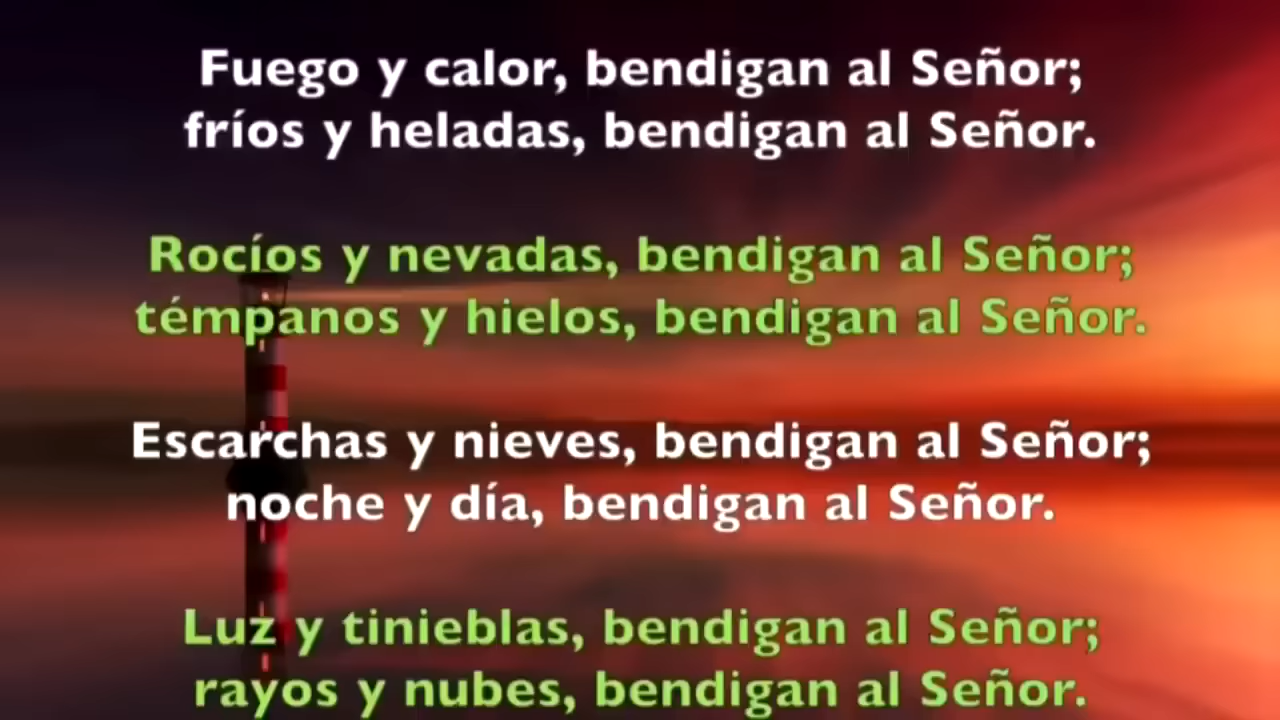 Fuego y calor, bendigan al Señor;
fríos y heladas, bendigan al Señor.
Rocíos y nevadas, bendigan al Señor;
témpanos y hielos, bendigan al Señor.
Escarchas y nieves, bendigan al Señor;
noche y día, bendigan al Señor.
Luz y tinieblas, bendigan al Señor;
rayos y nubes, bendigan al Señor.